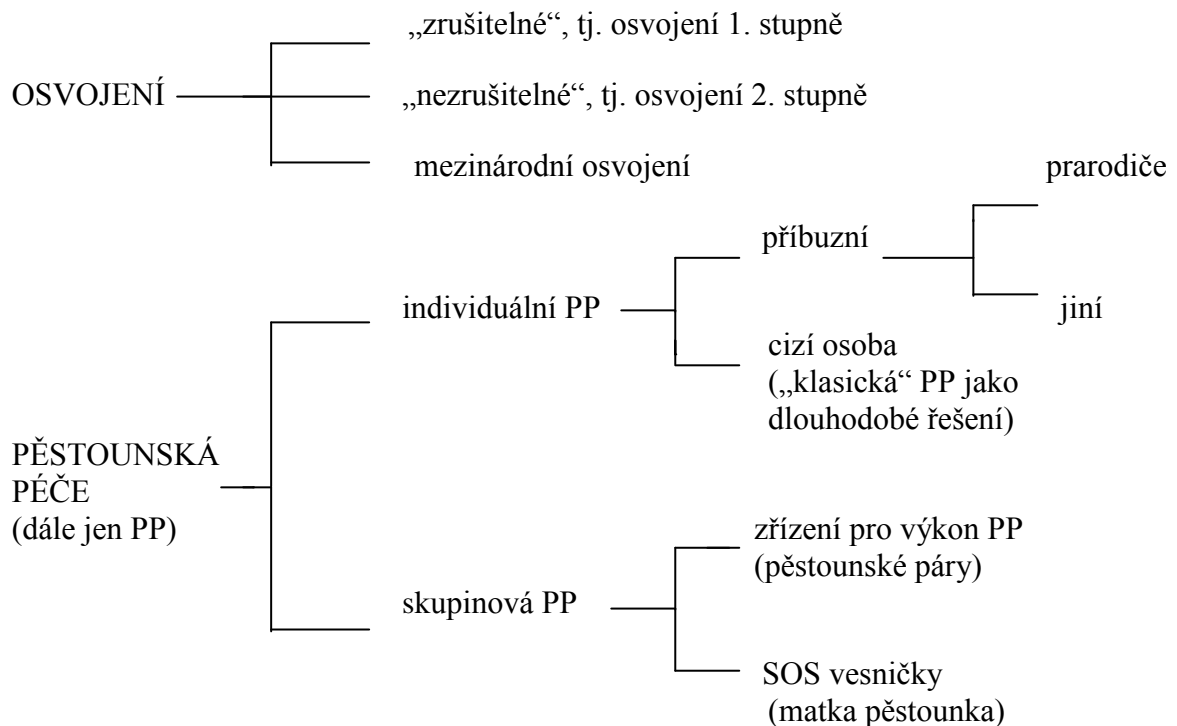 „zrušitelné“, tj. osvojení 1. stupně
OSVOJENÍ
„nezrušitelné“, tj. osvojení 2. stupně
mezinárodní osvojení
prarodiče
příbuzní
individuální PP
jiní
cizí osoba
(„klasická“ PP jako
dlouhodobé řešení)
PĚSTOUNSKÁ
PÉČE
(dále jen PP)
zřízení pro výkon PP
(pěstounské páry)
skupinová PP
SOS vesničky
(matka pěstounka)